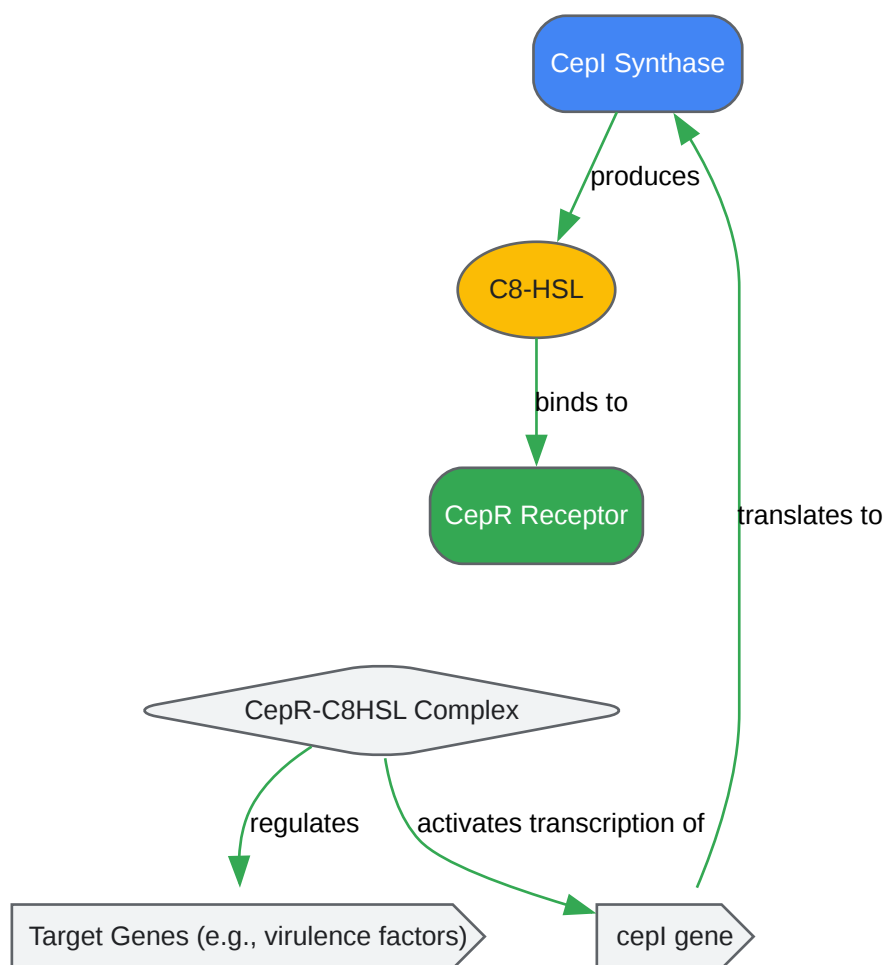 CepI Synthase
produces
C8-HSL
binds to
CepR Receptor
translates to
CepR-C8HSL Complex
regulates
activates transcription of
Target Genes (e.g., virulence factors)
cepI gene